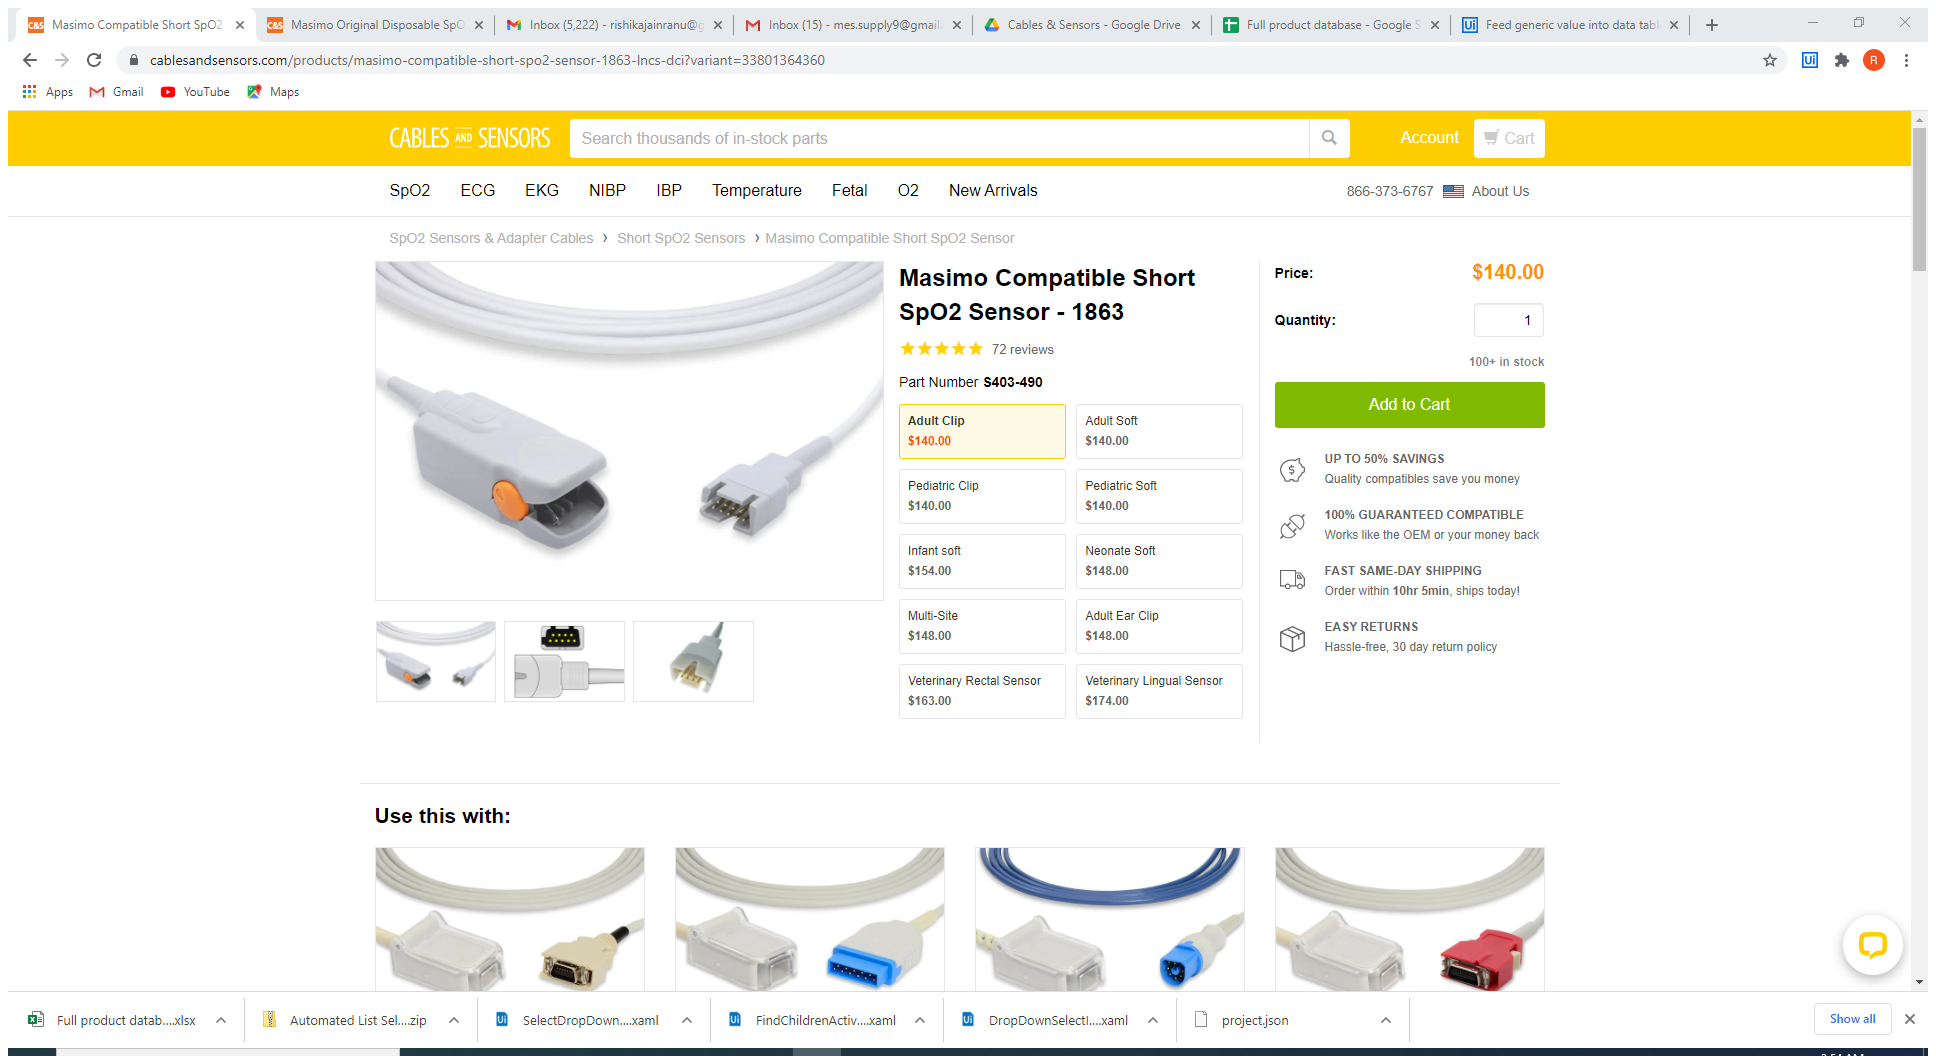 Masimo Compatible Short SpO2
Masimo Original Disposable SpO
Inbox (5,222) - rishikajainranu@g
Inbox (15) - mes.supply9@gmail.
Cables & Sensors - Google Drive
Full product database - Google S
Feed generic value into data tabl
cablesandsensors.com/products/masimo-compatible-short-spo2-sensor-1863-lncs-dci?variant=33801364360
R
Apps
Gmail
YouTube
Maps
CABLES AND SENSORS
Search thousands of in-stock parts
Account
Cart
SpO2
ECG
EKG
NIBP
IBP
Temperature
Fetal
O2
New Arrivals
866-373-6767
About Us
SpO2 Sensors & Adapter Cables › Short SpO2 Sensors › Masimo Compatible Short SpO2 Sensor
Masimo Compatible Short
SpO2 Sensor - 1863
72 reviews
Part Number S403-490
Adult Clip
$140.00
Adult Soft
$140.00
Pediatric Clip
$140.00
Pediatric Soft
$140.00
Infant soft
$154.00
Neonate Soft
$148.00
Multi-Site
$148.00
Adult Ear Clip
$148.00
Veterinary Rectal Sensor
$163.00
Veterinary Lingual Sensor
$174.00
Price:
$140.00
Quantity:
1
100+ in stock
Add to Cart
UP TO 50% SAVINGS
Quality compatibles save you money
100% GUARANTEED COMPATIBLE
Works like the OEM or your money back
FAST SAME-DAY SHIPPING
Order within 10hr 5min, ships today!
EASY RETURNS
Hassle-free, 30 day return policy
Use this with:
Full product datab....xlsx
Automated List Sel....zip
SelectDropDown....xaml
FindChildrenActiv....xaml
DropDownSelectI....xaml
project.json
Show all